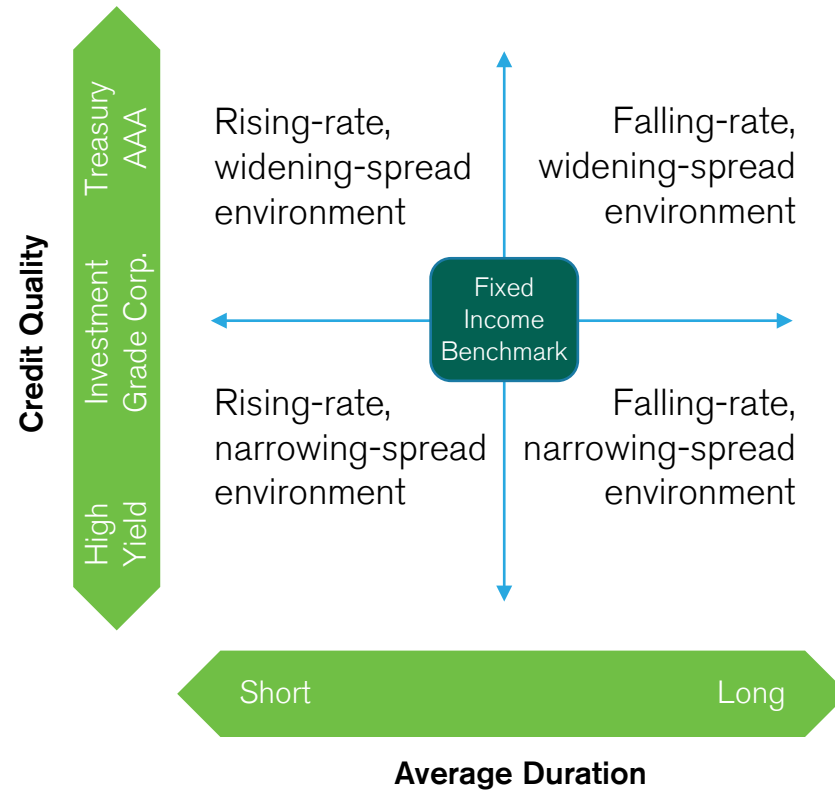 Credit Quality
Treasury
AAA
Investment
Grade Corp.
High
Yield
Rising-rate,
widening-spread
environment
Falling-rate,
widening-spread
environment
Fixed
Income
Benchmark
Rising-rate,
narrowing-spread
environment
Falling-rate,
narrowing-spread
environment
Short
Long
Average Duration